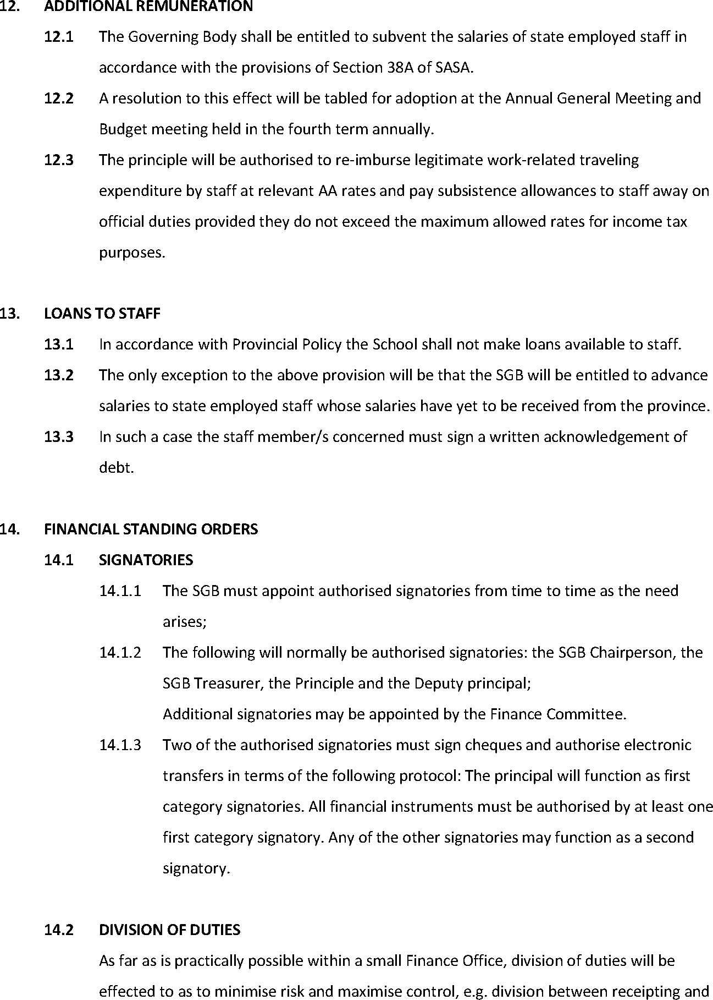 12. ADDITIONAL REMUNERATION
12.1 The Governing Body shall be entitled to subvent the salaries of state employed staff in
accordance with the provisions of Section 38A of SASA.
12.2 A resolution to this effect will be tabled for adoption at the Annual General Meeting and
Budget meeting held in the fourth term annually.
12.3 The principle will be authorised to re-imburse legitimate work-related traveling
expenditure by staff at relevant AA rates and pay subsistence allowances to staff away on
official duties provided they do not exceed the maximum allowed rates for income tax
purposes.
13. LOANS TO STAFF
13.1 In accordance with Provincial Policy the School shall not make loans available to staff.
13.2 The only exception to the above provision will be that the SGB will be entitled to advance
salaries to state employed staff whose salaries have yet to be received from the province.
13.3 In such a case the staff member/s concerned must sign a written acknowledgement of
debt.
14. FINANCIAL STANDING ORDERS
14.1 SIGNATORIES
14.1.1 The SGB must appoint authorised signatories from time to time as the need
arises;
14.1.2 The following will normally be authorised signatories: the SGB Chairperson, the
SGB Treasurer, the Principle and the Deputy principal;
Additional signatories may be appointed by the Finance Committee.
14.1.3 Two of the authorised signatories must sign cheques and authorise electronic
transfers in terms of the following protocol: The principal will function as first
category signatories. All financial instruments must be authorised by at least one
first category signatory. Any of the other signatories may function as a second
signatory.
14.2 DIVISION OF DUTIES
As far as is practically possible within a small Finance Office, division of duties will be
effected to as to minimise risk and maximise control, e.g. division between receipting and